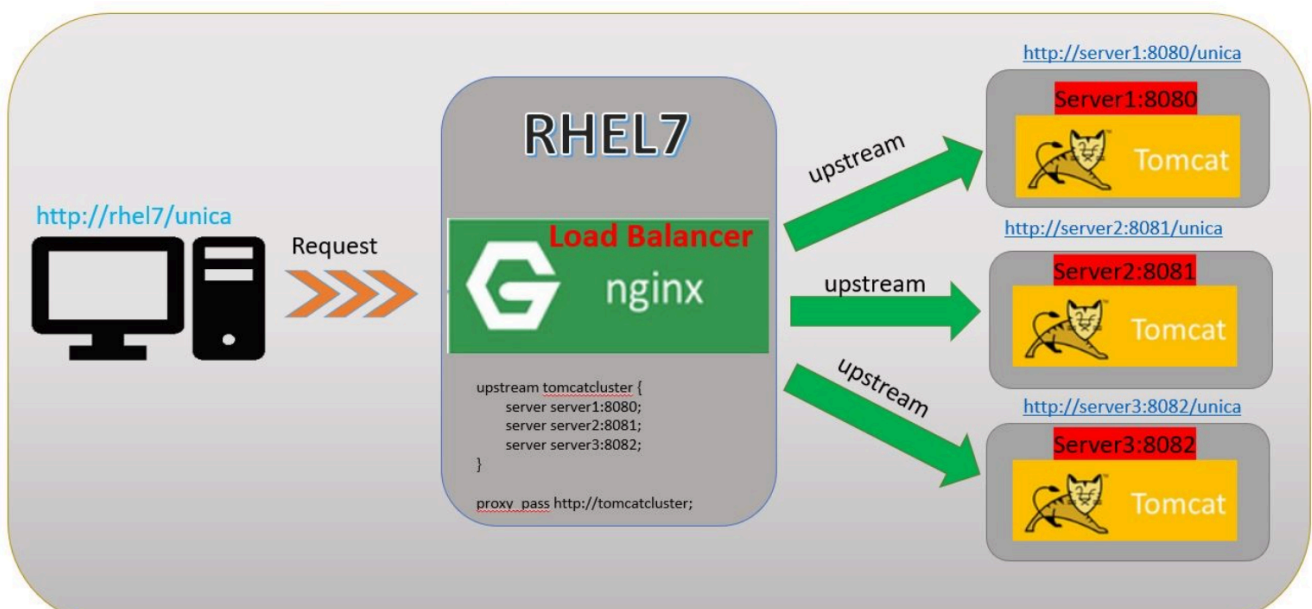 http://rhel7/unica
Request
RHEL7
Load Balancer
nginx
upstream tomcatcluster {
server server1:8080;
server server2:8081;
server server3:8082;
}
proxy_pass http://tomcatcluster;
upstream
upstream
upstream
http://server1:8080/unica
Server1:8080
Tomcat
http://server2:8081/unica
Server2:8081
Tomcat
http://server3:8082/unica
Server3:8082
Tomcat